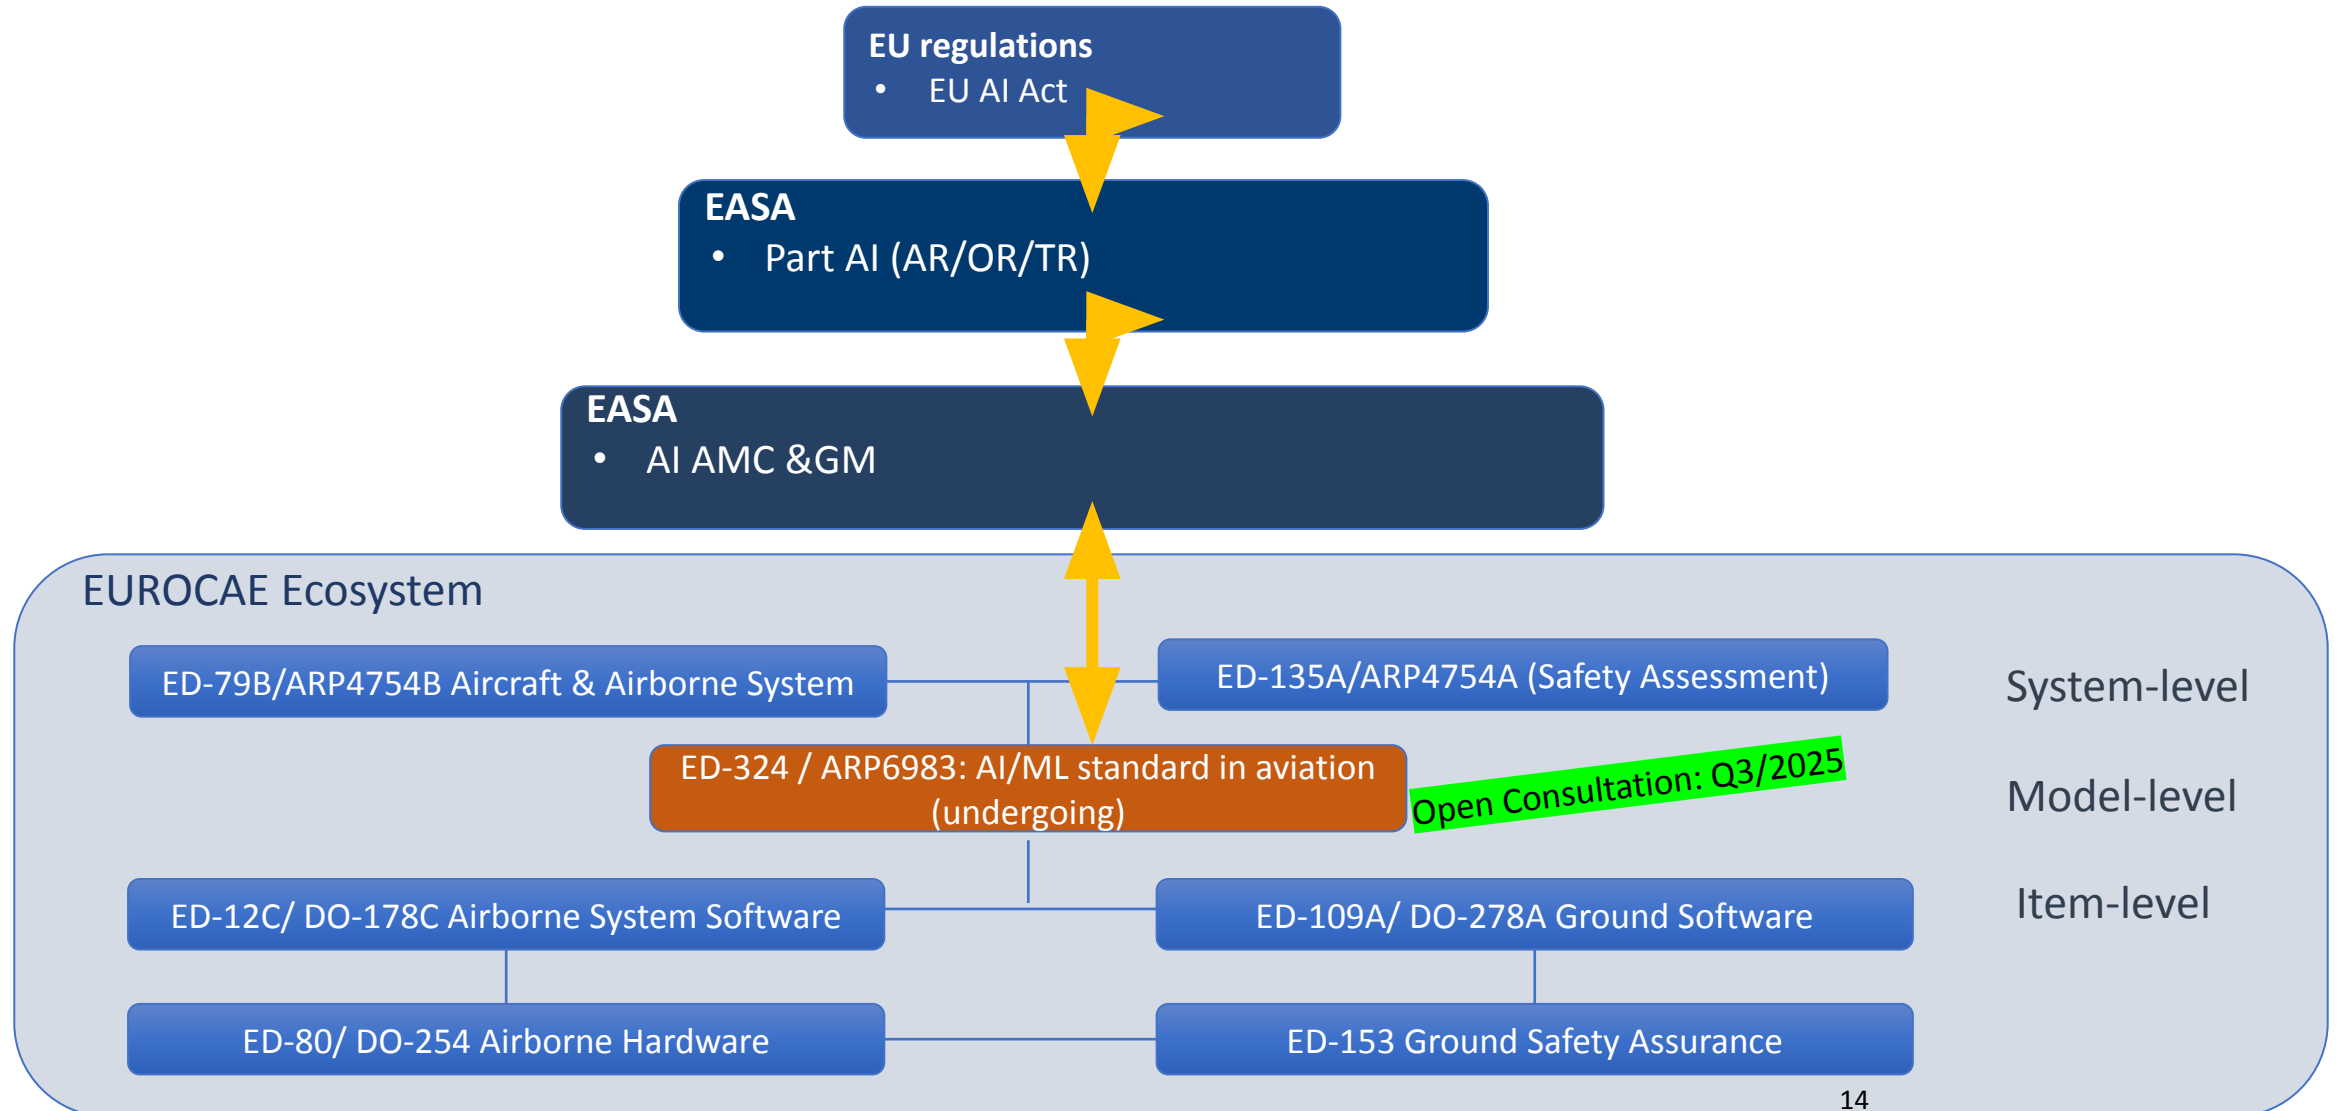 EU regulations
• EU AI Act
EASA
• Part AI (AR/OR/TR)
EASA
• AI AMC &GM
EUROCAE Ecosystem
ED-79B/ARP4754B Aircraft & Airborne System
ED-135A/ARP4754A (Safety Assessment)
System-level
ED-324 / ARP6983: AI/ML standard in aviation
(undergoing)
Open Consultation: Q3/2025
Model-level
ED-12C/ DO-178C Airborne System Software
ED-109A/ DO-278A Ground Software
Item-level
ED-80/ DO-254 Airborne Hardware
ED-153 Ground Safety Assurance
14